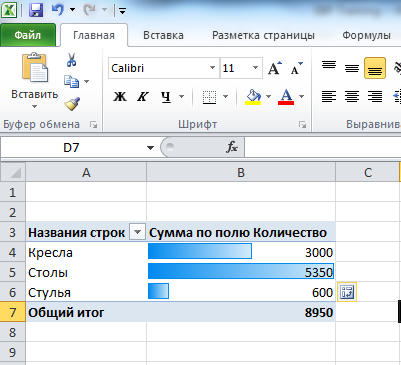 Файл Главная Вставка Разметка страницы Формулы
Calibri 11 A A
Вставить
Ж К Ч A
Буфер обмена Шрифт Выравнив
D7 fx
A B C
1
2
3 Названия строк Сумма по полю Количество
4 Кресла 3000
5 Столы 5350
6 Стулья 600
7 Общий итог 8950
8
9